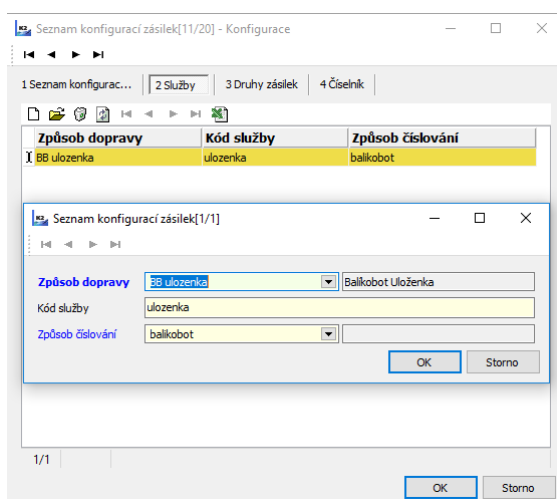 K2 Seznam konfigurací zásilek[11/20] - Konfigurace
1 Seznam konfigurac... 2 Služby 3 Druhy zásilek 4 Číselník
Způsob dopravy Kód služby Způsob číslování
BB ulozenka ulozenka balikobot
K2 Seznam konfigurací zásilek[1/1]
Způsob dopravy BB ulozenka Balíkobot Uloženka
Kód služby ulozenka
Způsob číslování balikobot
OK Storno
1/1
OK Storno